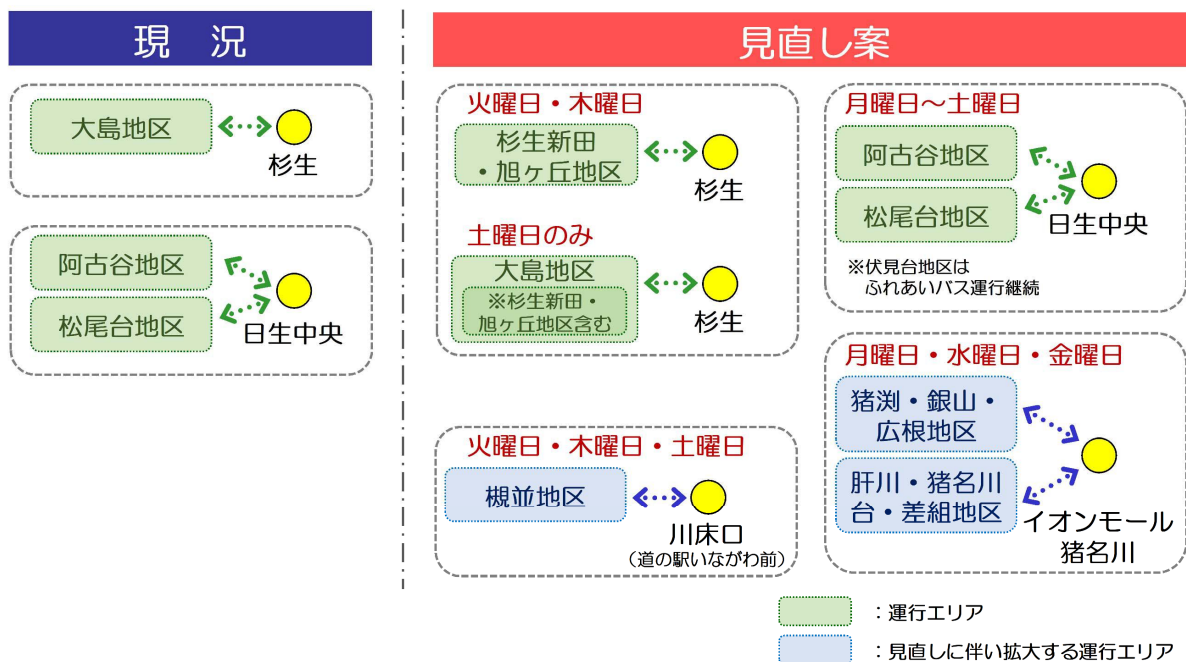 現　況
大島地区
杉生
阿古谷地区
松尾台地区
日生中央
見直し案
火曜日・木曜日
杉生新田
・旭ヶ丘地区
杉生
土曜日のみ
大島地区
※杉生新田・
旭ヶ丘地区含む
杉生
火曜日・木曜日・土曜日
槻並地区
川床口
（道の駅いながわ前）
月曜日～土曜日
阿古谷地区
松尾台地区
日生中央
※伏見台地区は
ふれあいバス運行継続
月曜日・水曜日・金曜日
猪渕・銀山・
広根地区
肝川・猪名川
台・差組地区
イオンモール
猪名川
：運行エリア
：見直しに伴い拡大する運行エリア